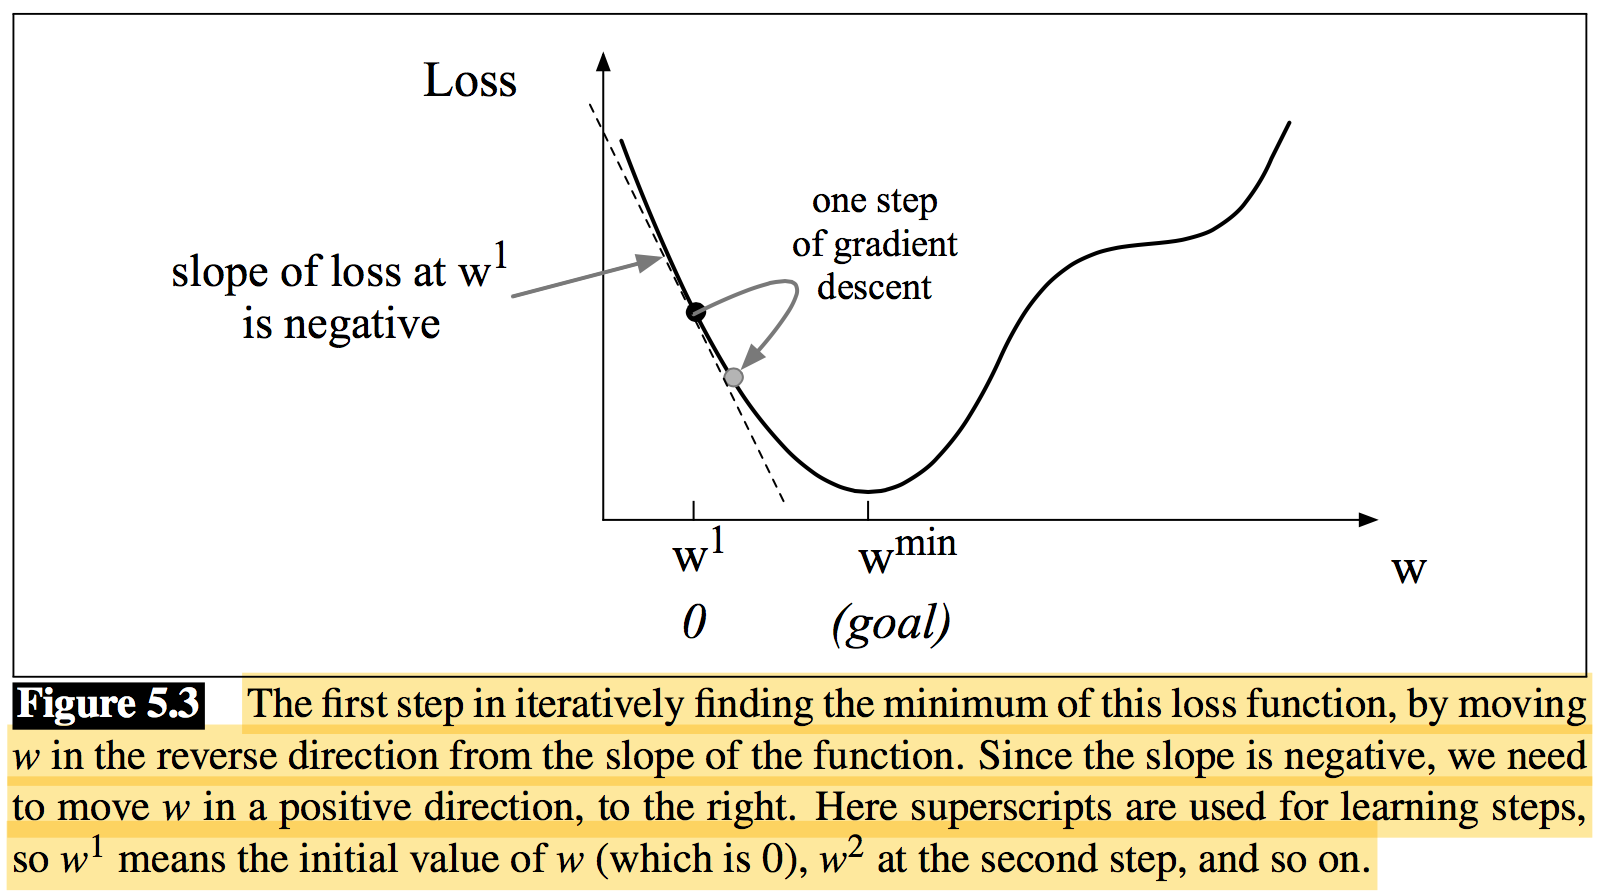 Loss
one step
of gradient
descent
slope of loss at w1
is negative
w1
wmin
w
0
(goal)
Figure 5.3 The first step in iteratively finding the minimum of this loss function, by moving
w in the reverse direction from the slope of the function. Since the slope is negative, we need
to move w in a positive direction, to the right. Here superscripts are used for learning steps,
so w1 means the initial value of w (which is 0), w2 at the second step, and so on.